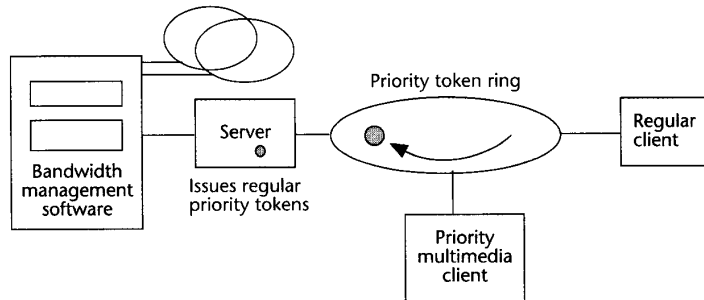 Priority token ring
Server
Regular
client
Bandwidth
management
software
Issues regular
priority tokens
Priority
multimedia
client